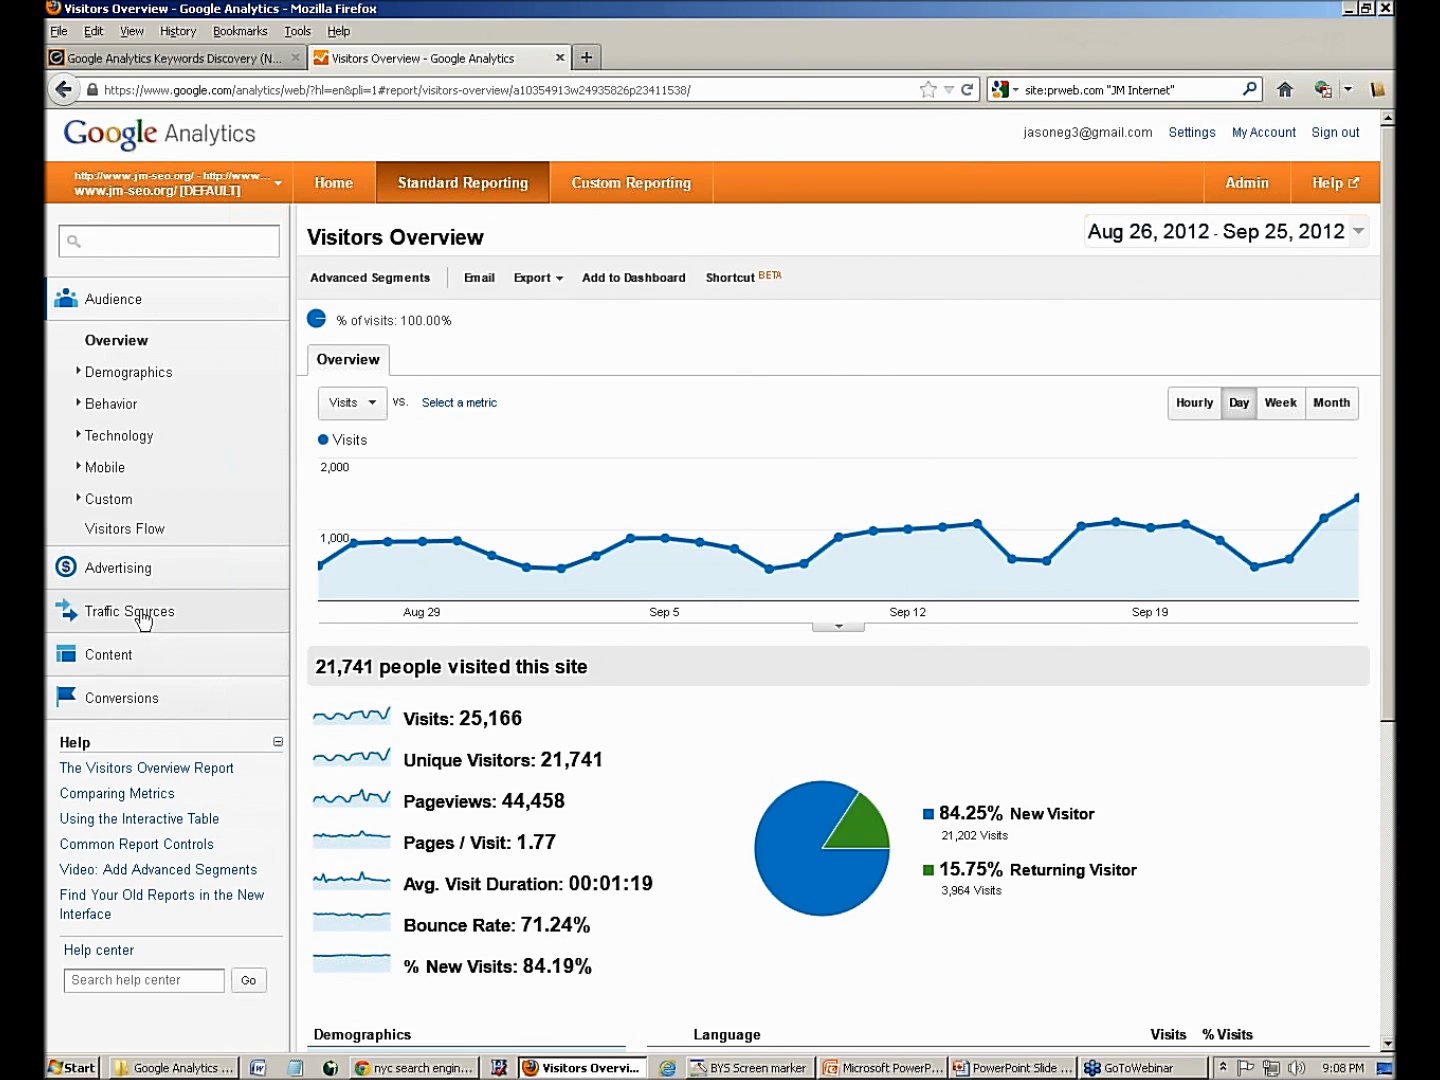 Visitors Overview - Google Analytics - Mozilla Firefox
File Edit View History Bookmarks Tools Help
Google Analytics Keywords Discovery (N...
Visitors Overview - Google Analytics
https://www.google.com/analytics/web/?hl=en&pli=1#report/visitors-overview/a10354913w24935826p23411538/
site:prweb.com "JM Internet"
Google Analytics
jasoneg3@gmail.com Settings My Account Sign out
http://www.jm-seo.org/ - http://www...
www.jm-seo.org/ [DEFAULT]
Home Standard Reporting Custom Reporting Admin Help
Visitors Overview
Aug 26, 2012 - Sep 25, 2012
Advanced Segments Email Export Add to Dashboard Shortcut BETA
Audience
% of visits: 100.00%
Overview
Demographics
Behavior
Technology
Mobile
Custom
Visitors Flow
Advertising
Traffic Sources
Content
Conversions
Overview
Visits VS. Select a metric
Hourly Day Week Month
Visits
2,000
1,000
Aug 29 Sep 5 Sep 12 Sep 19
21,741 people visited this site
Visits: 25,166
Unique Visitors: 21,741
Pageviews: 44,458
Pages / Visit: 1.77
Avg. Visit Duration: 00:01:19
Bounce Rate: 71.24%
% New Visits: 84.19%
84.25% New Visitor
21,202 Visits
15.75% Returning Visitor
3,964 Visits
Help
The Visitors Overview Report
Comparing Metrics
Using the Interactive Table
Common Report Controls
Video: Add Advanced Segments
Find Your Old Reports in the New
Interface
Help center
Search help center Go
Demographics Language Visits % Visits
Start Google Analytics ... nyc search engin... Visitors Overvi... BYS Screen marker Microsoft PowerP... PowerPoint Slide ... GoToWebinar 9:08 PM